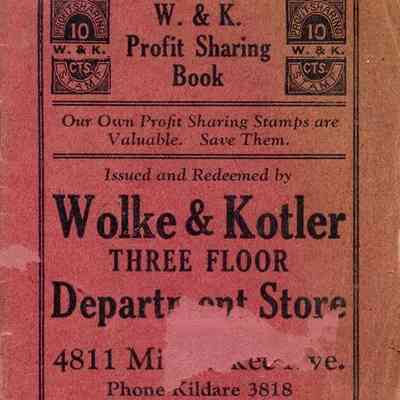 PROFIT SHARING
10
W. & K.
CTS.
STAMP
W. & K.
Profit Sharing
Book
PROFIT SHARING
10
W. & K.
CTS.
STAMP
Our Own Profit Sharing Stamps are
Valuable. Save Them.
Issued and Redeemed by
Wolke & Kotler
THREE FLOOR
Department Store
4811
Phone Kildare 3818